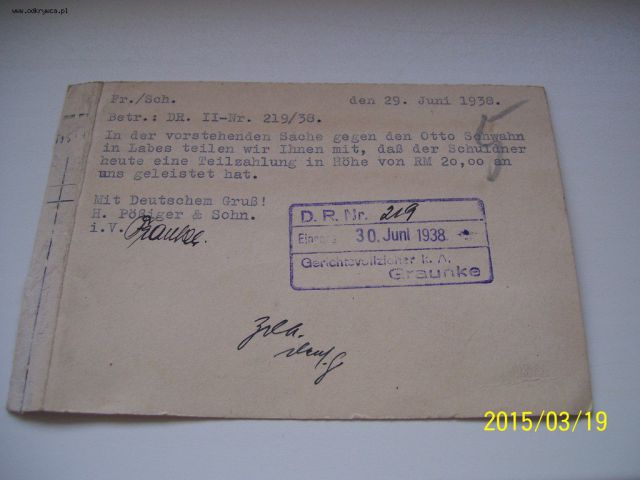 www.odkrywca.pl
Fr./Sch. den 29. Juni 1938.
Betr.: DR. II-Nr. 219/38.
In der vorstehenden Sache gegen den Otto Schwahn
in Labes teilen wir Ihnen mit, daß der Schuldner
heute eine Teilzahlung in Höhe von RM 20,00 an
uns geleistet hat.
Mit Deutschem Gruß!
H. Pößiger & Sohn.
i.V.
D. R. Nr. 219
30. Juni 1938
Gerichtsvollzieher k. A.
Graunke
2015/03/19